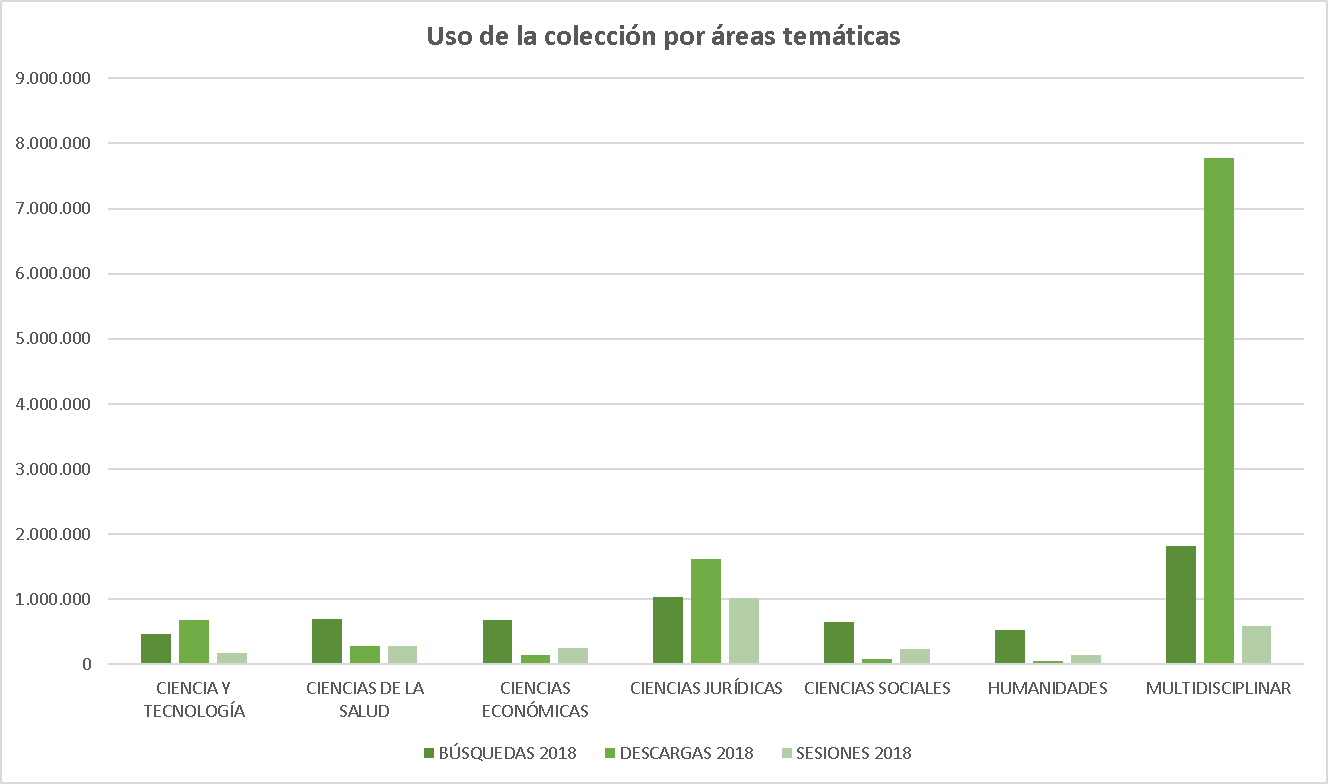 Uso de la colección por áreas temáticas
9.000.000
8.000.000
7.000.000
6.000.000
5.000.000
4.000.000
3.000.000
2.000.000
1.000.000
0
CIENCIA Y
TECNOLOGÍA
CIENCIAS DE LA
SALUD
CIENCIAS
ECONÓMICAS
CIENCIAS JURÍDICAS
CIENCIAS SOCIALES
HUMANIDADES
MULTIDISCIPLINAR
BÚSQUEDAS 2018
DESCARGAS 2018
SESIONES 2018